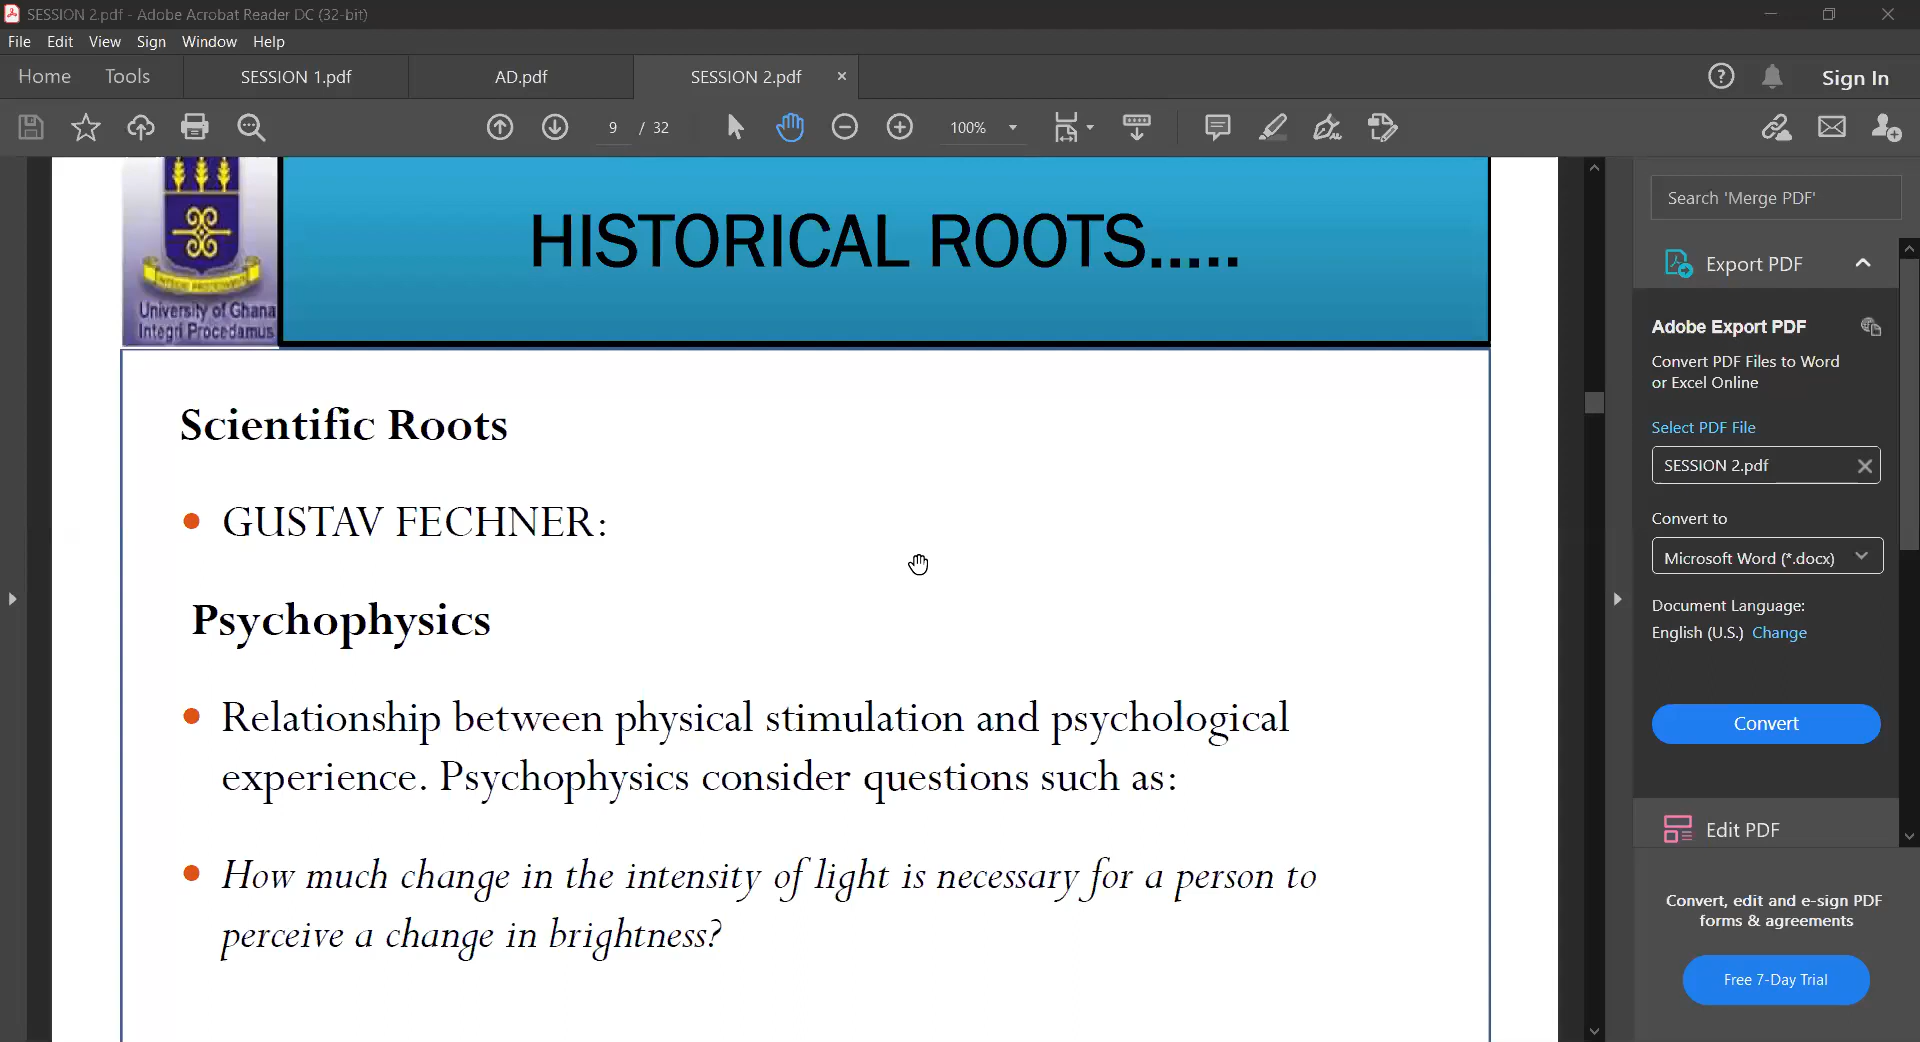 SESSION 2.pdf - Adobe Acrobat Reader DC (32-bit)
File Edit View Sign Window Help
Home Tools SESSION 1.pdf AD.pdf SESSION 2.pdf Sign In
9 / 32 100%
Search 'Merge PDF'
HISTORICAL ROOTS.....
University of Ghana
Integri Procedamus
Scientific Roots
GUSTAV FECHNER:
Psychophysics
Relationship between physical stimulation and psychological
experience. Psychophysics consider questions such as:
How much change in the intensity of light is necessary for a person to
perceive a change in brightness?
Export PDF
Adobe Export PDF
Convert PDF Files to Word
or Excel Online
Select PDF File
SESSION 2.pdf
Convert to
Microsoft Word (*.docx)
Document Language:
English (U.S.) Change
Convert
Edit PDF
Convert, edit and e-sign PDF
forms & agreements
Free 7-Day Trial